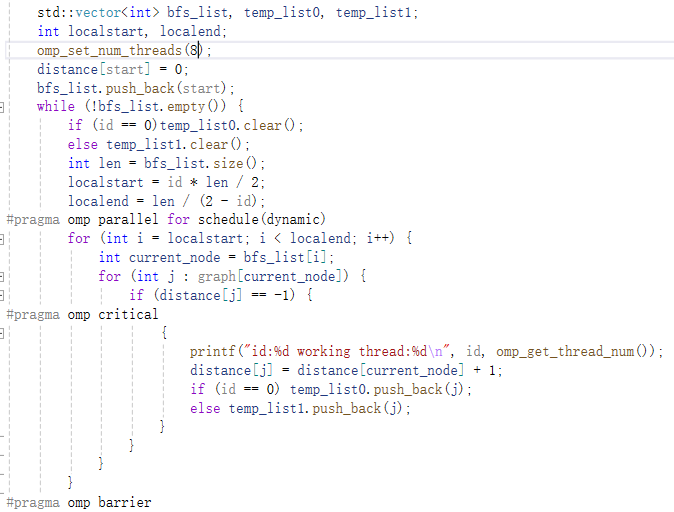 std::vector<int> bfs_list, temp_list0, temp_list1;
int localstart, localend;
omp_set_num_threads(8);
distance[start] = 0;
bfs_list.push_back(start);
while (!bfs_list.empty()) {
if (id == 0)temp_list0.clear();
else temp_list1.clear();
int len = bfs_list.size();
localstart = id * len / 2;
localend = len / (2 - id);
#pragma omp parallel for schedule(dynamic)
for (int i = localstart; i < localend; i++) {
int current_node = bfs_list[i];
for (int j : graph[current_node]) {
if (distance[j] == -1) {
#pragma omp critical
{
printf("id:%d working thread:%d\n", id, omp_get_thread_num());
distance[j] = distance[current_node] + 1;
if (id == 0) temp_list0.push_back(j);
else temp_list1.push_back(j);
}
}
}
}
#pragma omp barrier